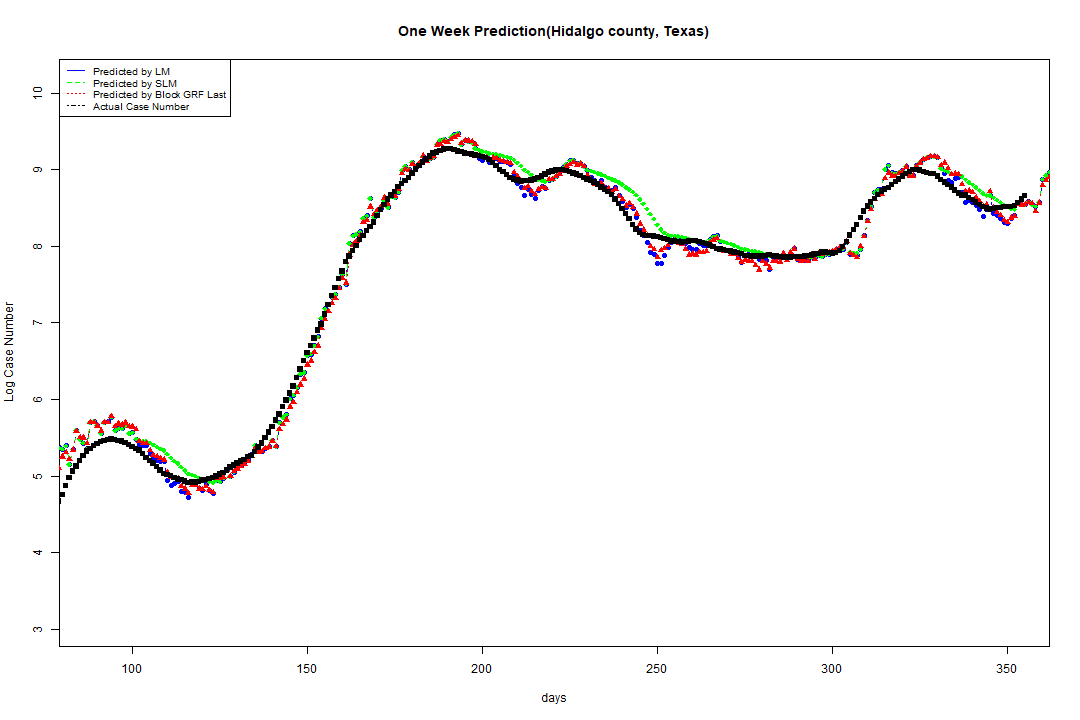 One Week Prediction(Hidalgo county, Texas)
Predicted by LM
Predicted by SLM
Predicted by Block GRF Last
Actual Case Number
10
9
8
7
6
5
4
3
Log Case Number
100 150 200 250 300 350
days